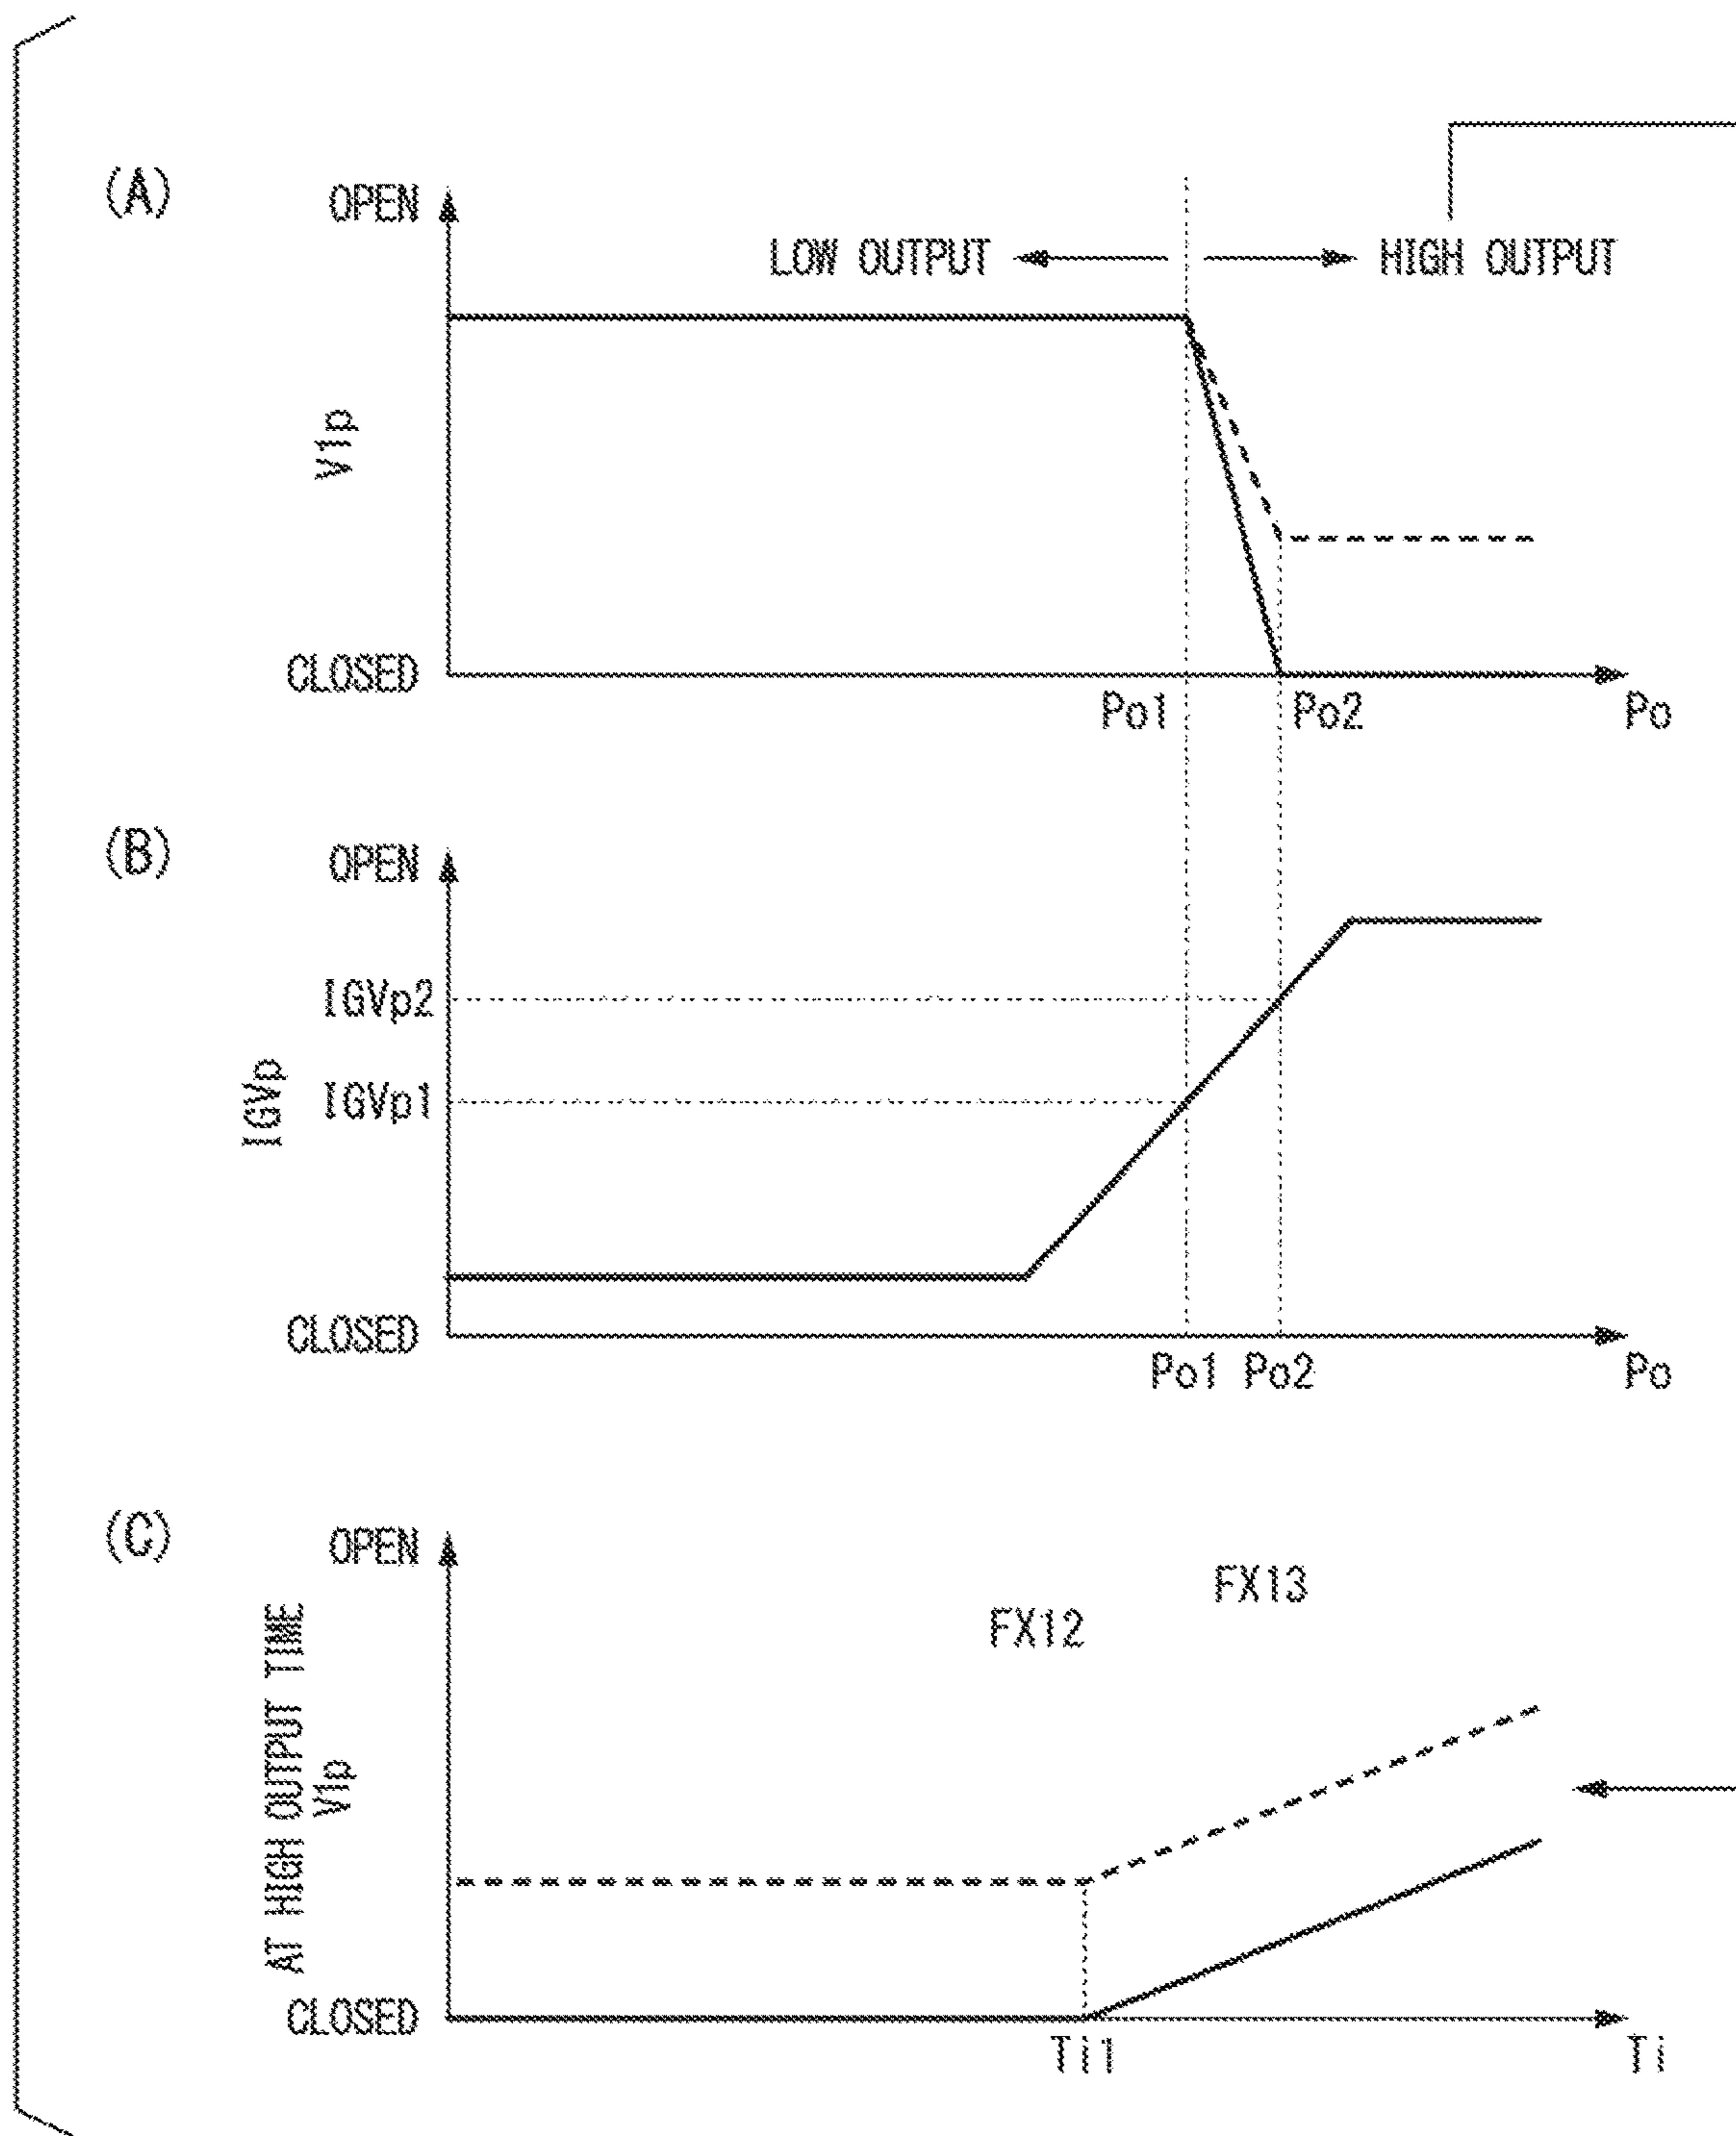 (A)
OPEN
LOW OUTPUT
HIGH OUTPUT
V1p
CLOSED
Po1
Po2
Po
(B)
OPEN
IGVp2
IGVp1
IGVp
CLOSED
Po1
Po2
Po
(C)
OPEN
FX13
FX12
AT HIGH OUTPUT TIME
V1p
CLOSED
Ti1
Ti